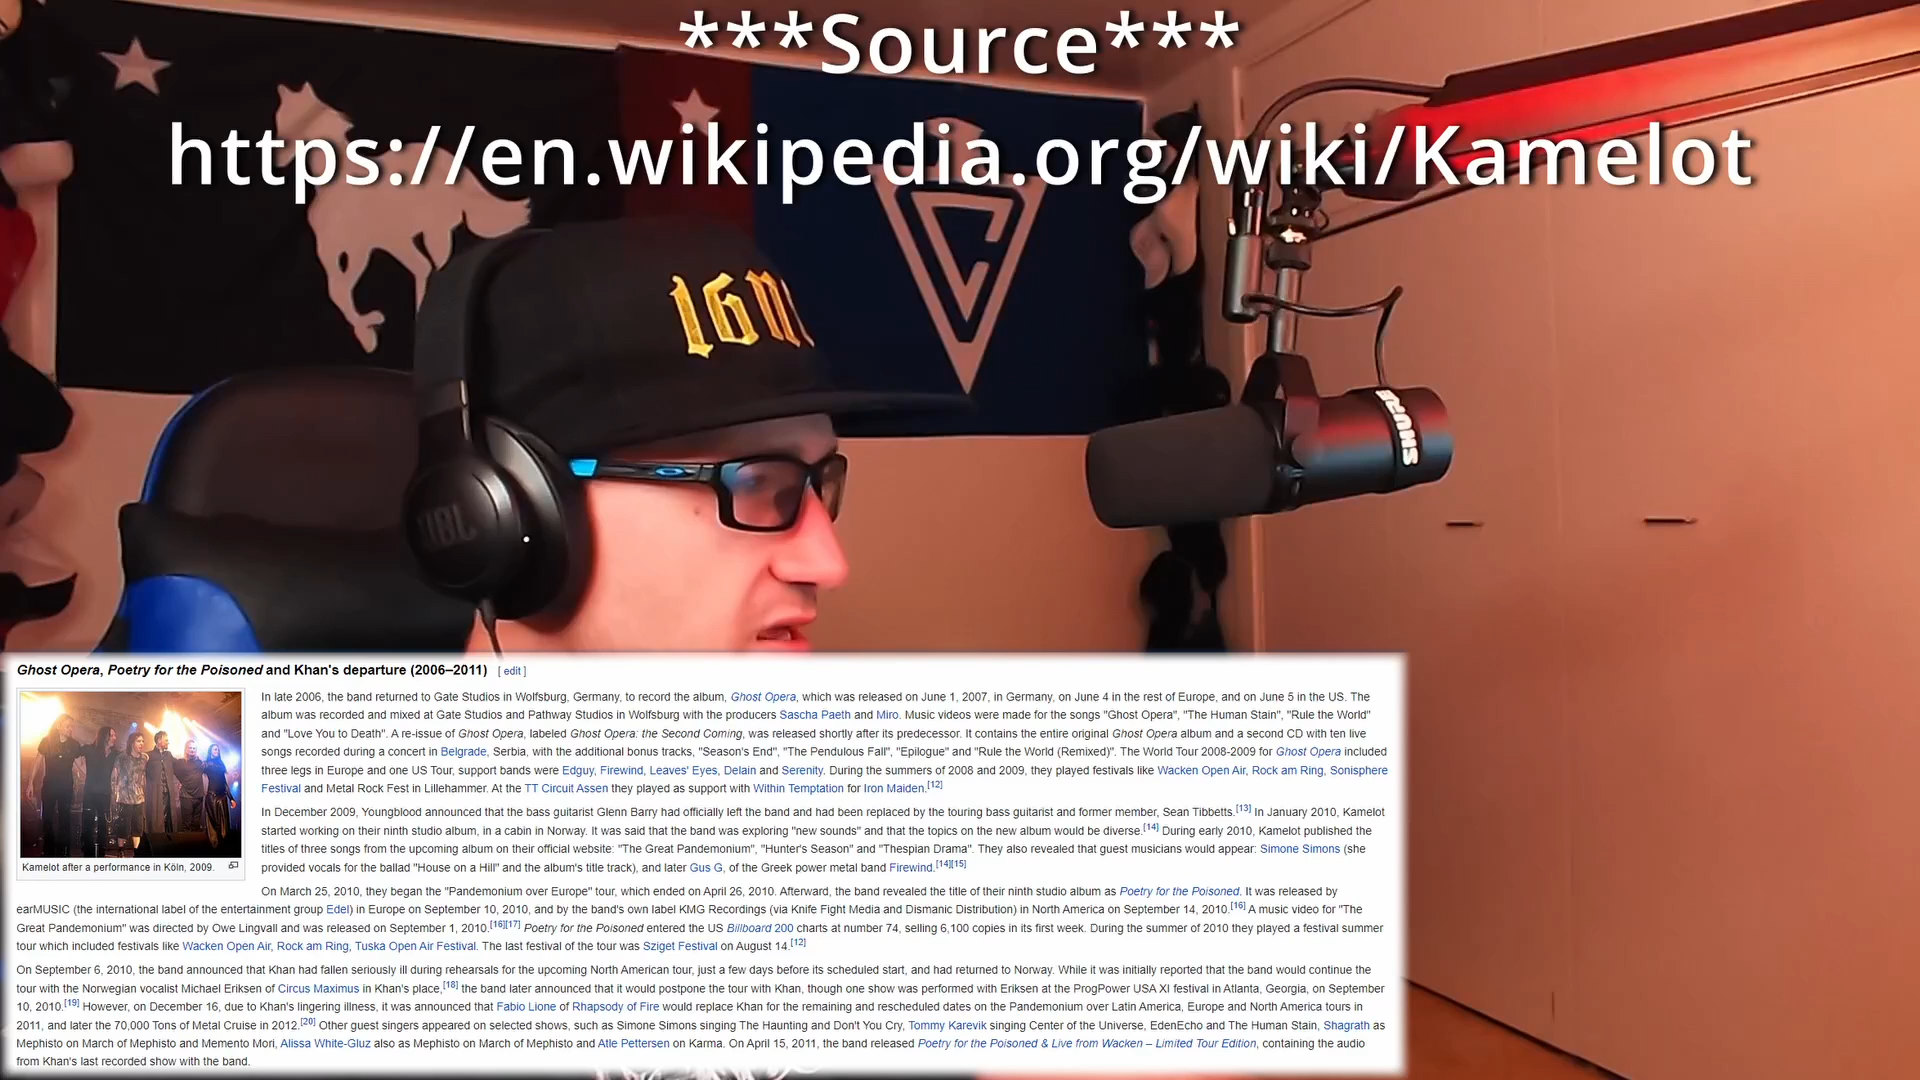 ***Source***
https://en.wikipedia.org/wiki/Kamelot
SHURE
JBL
Ghost Opera, Poetry for the Poisoned and Khan's departure (2006–2011) [ edit ]
In late 2006, the band returned to Gate Studios in Wolfsburg, Germany, to record the album, Ghost Opera, which was released on June 1, 2007, in Germany, on June 4 in the rest of Europe, and on June 5 in the US. The
album was recorded and mixed at Gate Studios and Pathway Studios in Wolfsburg with the producers Sascha Paeth and Miro. Music videos were made for the songs "Ghost Opera", "The Human Stain", "Rule the World"
and "Love You to Death". A re-issue of Ghost Opera, labeled Ghost Opera: the Second Coming, was released shortly after its predecessor. It contains the entire original Ghost Opera album and a second CD with ten live
songs recorded during a concert in Belgrade, Serbia, with the additional bonus tracks, "Season's End", "The Pendulous Fall", "Epilogue" and "Rule the World (Remixed)". The World Tour 2008-2009 for Ghost Opera included
three legs in Europe and one US Tour, support bands were Edguy, Firewind, Leaves' Eyes, Delain and Serenity. During the summers of 2008 and 2009, they played festivals like Wacken Open Air, Rock am Ring, Sonisphere
Festival and Metal Rock Fest in Lillehammer. At the TT Circuit Assen they played as support with Within Temptation for Iron Maiden.[12]
In December 2009, Youngblood announced that the bass guitarist Glenn Barry had officially left the band and had been replaced by the touring bass guitarist and former member, Sean Tibbetts.[13] In January 2010, Kamelot
started working on their ninth studio album, in a cabin in Norway. It was said that the band was exploring "new sounds" and that the topics on the new album would be diverse.[14] During early 2010, Kamelot published the
titles of three songs from the upcoming album on their official website: "The Great Pandemonium", "Hunter's Season" and "Thespian Drama". They also revealed that guest musicians would appear: Simone Simons (she
provided vocals for the ballad "House on a Hill" and the album's title track), and later Gus G, of the Greek power metal band Firewind.[14][15]
Kamelot after a performance in Köln, 2009.
On March 25, 2010, they began the "Pandemonium over Europe" tour, which ended on April 26, 2010. Afterward, the band revealed the title of their ninth studio album as Poetry for the Poisoned. It was released by
earMUSIC (the international label of the entertainment group Edel) in Europe on September 10, 2010, and by the band's own label KMG Recordings (via Knife Fight Media and Dismanic Distribution) in North America on September 14, 2010.[16] A music video for "The
Great Pandemonium" was directed by Owe Lingvall and was released on September 1, 2010.[16][17] Poetry for the Poisoned entered the US Billboard 200 charts at number 74, selling 6,100 copies in its first week. During the summer of 2010 they played a festival summer
tour which included festivals like Wacken Open Air, Rock am Ring, Tuska Open Air Festival. The last festival of the tour was Sziget Festival on August 14.[12]
On September 6, 2010, the band announced that Khan had fallen seriously ill during rehearsals for the upcoming North American tour, just a few days before its scheduled start, and had returned to Norway. While it was initially reported that the band would continue the
tour with the Norwegian vocalist Michael Eriksen of Circus Maximus in Khan's place,[18] the band later announced that it would postpone the tour with Khan, though one show was performed with Eriksen at the ProgPower USA XI festival in Atlanta, Georgia, on September
10, 2010.[19] However, on December 16, due to Khan's lingering illness, it was announced that Fabio Lione of Rhapsody of Fire would replace Khan for the remaining and rescheduled dates on the Pandemonium over Latin America, Europe and North America tours in
2011, and later the 70,000 Tons of Metal Cruise in 2012.[20] Other guest singers appeared on selected shows, such as Simone Simons singing The Haunting and Don't You Cry, Tommy Karevik singing Center of the Universe, EdenEcho and The Human Stain, Shagrath as
Mephisto on March of Mephisto and Memento Mori, Alissa White-Gluz also as Mephisto on March of Mephisto and Atle Pettersen on Karma. On April 15, 2011, the band released Poetry for the Poisoned & Live from Wacken – Limited Tour Edition, containing the audio
from Khan's last recorded show with the band.